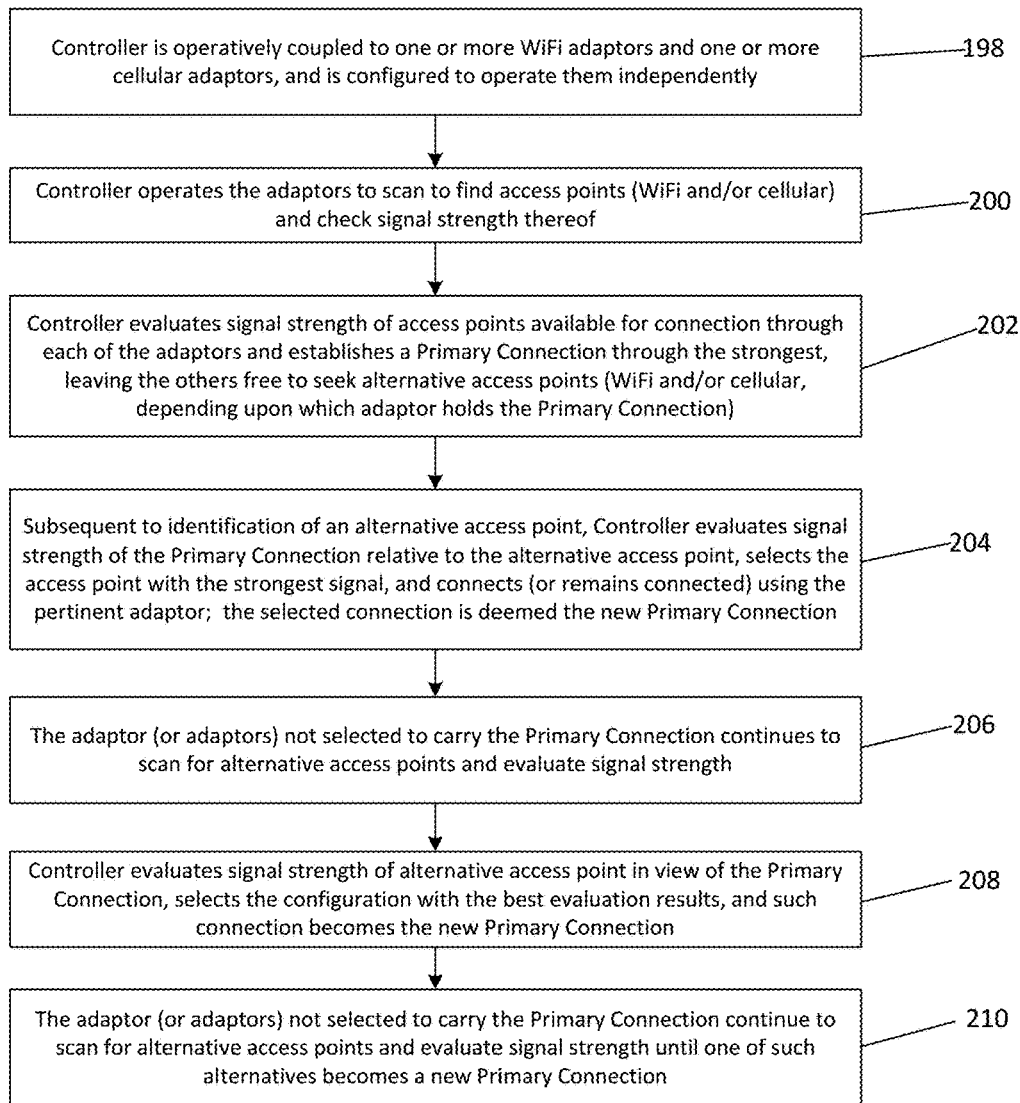 Controller is operatively coupled to one or more WiFi adaptors and one or more
cellular adaptors, and is configured to operate them independently
198
Controller operates the adaptors to scan to find access points (WiFi and/or cellular)
and check signal strength thereof
200
Controller evaluates signal strength of access points available for connection through
each of the adaptors and establishes a Primary Connection through the strongest,
leaving the others free to seek alternative access points (WiFi and/or cellular,
depending upon which adaptor holds the Primary Connection)
202
Subsequent to identification of an alternative access point, Controller evaluates signal
strength of the Primary Connection relative to the alternative access point, selects the
access point with the strongest signal, and connects (or remains connected) using the
pertinent adaptor; the selected connection is deemed the new Primary Connection
204
The adaptor (or adaptors) not selected to carry the Primary Connection continues to
scan for alternative access points and evaluate signal strength
206
Controller evaluates signal strength of alternative access point in view of the Primary
Connection, selects the configuration with the best evaluation results, and such
connection becomes the new Primary Connection
208
The adaptor (or adaptors) not selected to carry the Primary Connection continue to
scan for alternative access points and evaluate signal strength until one of such
alternatives becomes a new Primary Connection
210